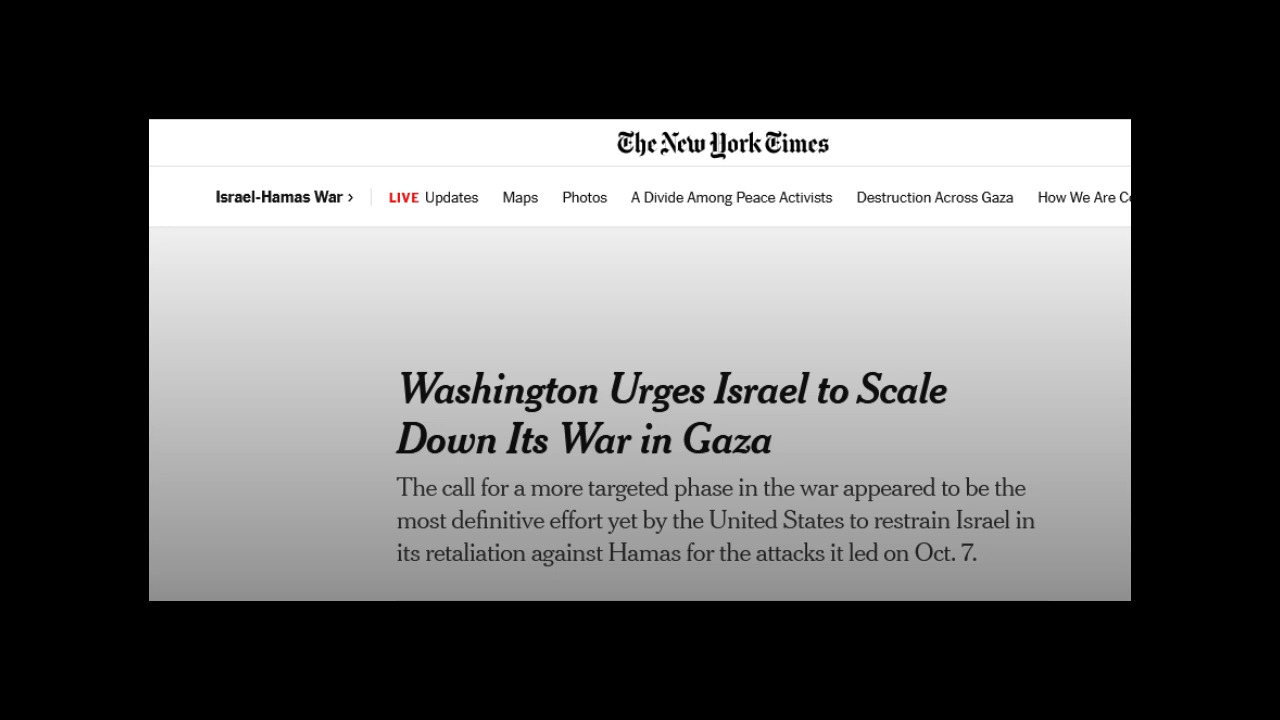 The New York Times
Israel-Hamas War › LIVE Updates Maps Photos A Divide Among Peace Activists Destruction Across Gaza How We Are
Washington Urges Israel to Scale
Down Its War in Gaza
The call for a more targeted phase in the war appeared to be the
most definitive effort yet by the United States to restrain Israel in
its retaliation against Hamas for the attacks it led on Oct. 7.